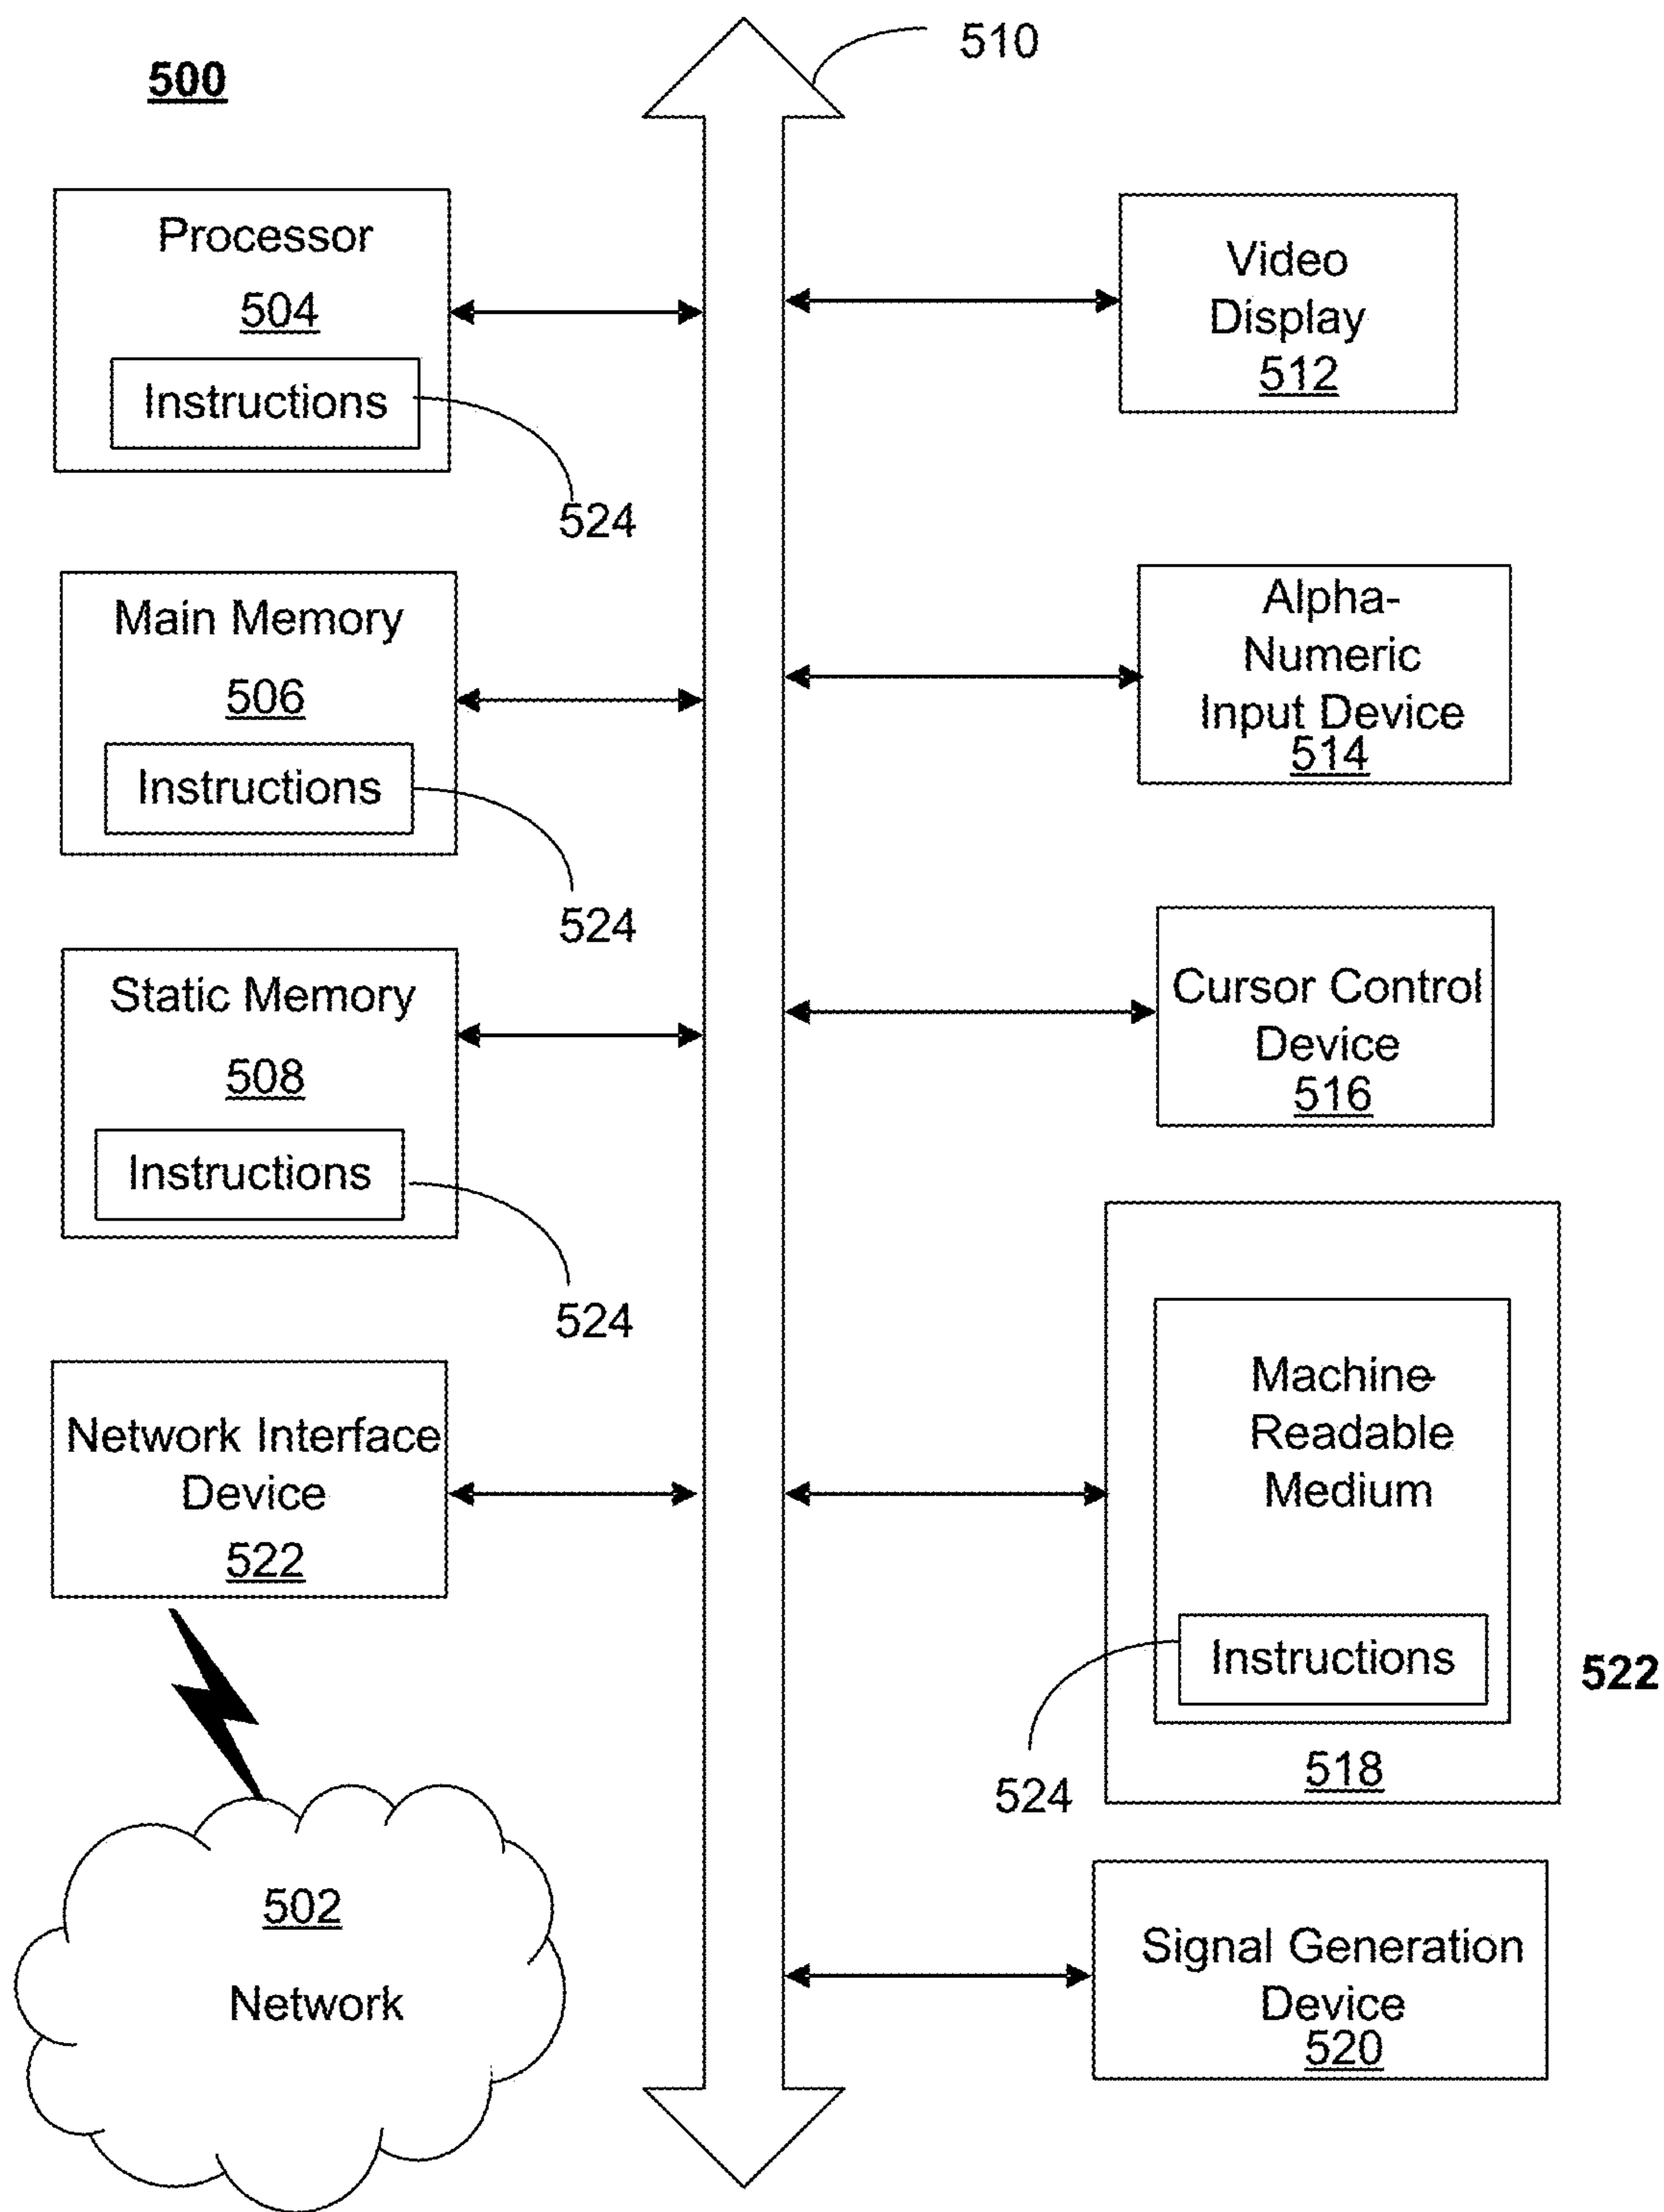 500
510
Processor
504
Instructions
524
Main Memory
506
Instructions
524
Static Memory
508
Instructions
524
Network Interface
Device
522
502
Network
Video
Display
512
Alpha-
Numeric
Input Device
514
Cursor Control
Device
516
Machine-
Readable
Medium
Instructions
524
518
522
Signal Generation
Device
520